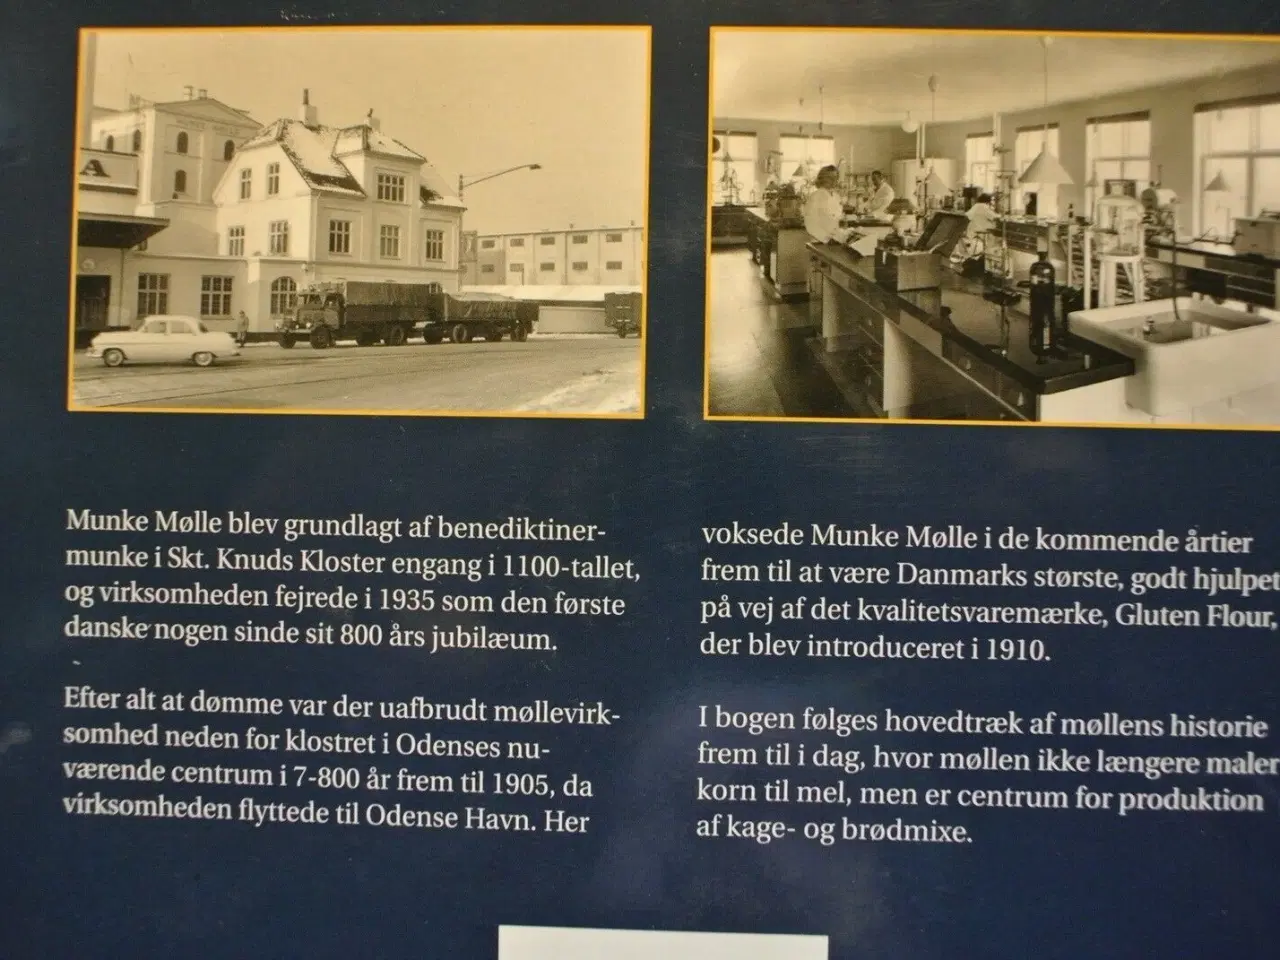 MUNKE MØLLE
Munke Mølle blev grundlagt af benediktiner-
munke i Skt. Knuds Kloster engang i 1100-tallet,
og virksomheden fejrede i 1935 som den første
danske nogen sinde sit 800 års jubilæum.
Efter alt at dømme var der uafbrudt møllevirk-
somhed neden for klostret i Odenses nu-
værende centrum i 7-800 år frem til 1905, da
virksomheden flyttede til Odense Havn. Her
voksede Munke Mølle i de kommende årtier
frem til at være Danmarks største, godt hjulpet
på vej af det kvalitetsvaremærke, Gluten Flour,
der blev introduceret i 1910.
I bogen følges hovedtræk af møllens historie
frem til i dag, hvor møllen ikke længere maler
korn til mel, men er centrum for produktion
af kage- og brødmixe.